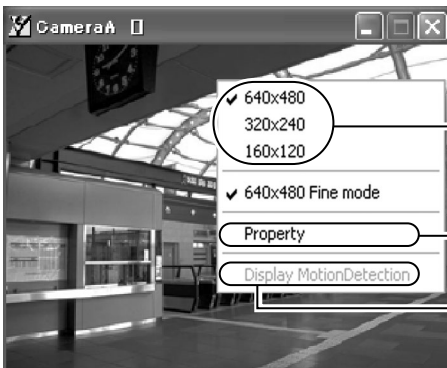 CameraA []
✔ 640x480
320x240
160x120
✔ 640x480 Fine mode
Property
Display MotionDetection